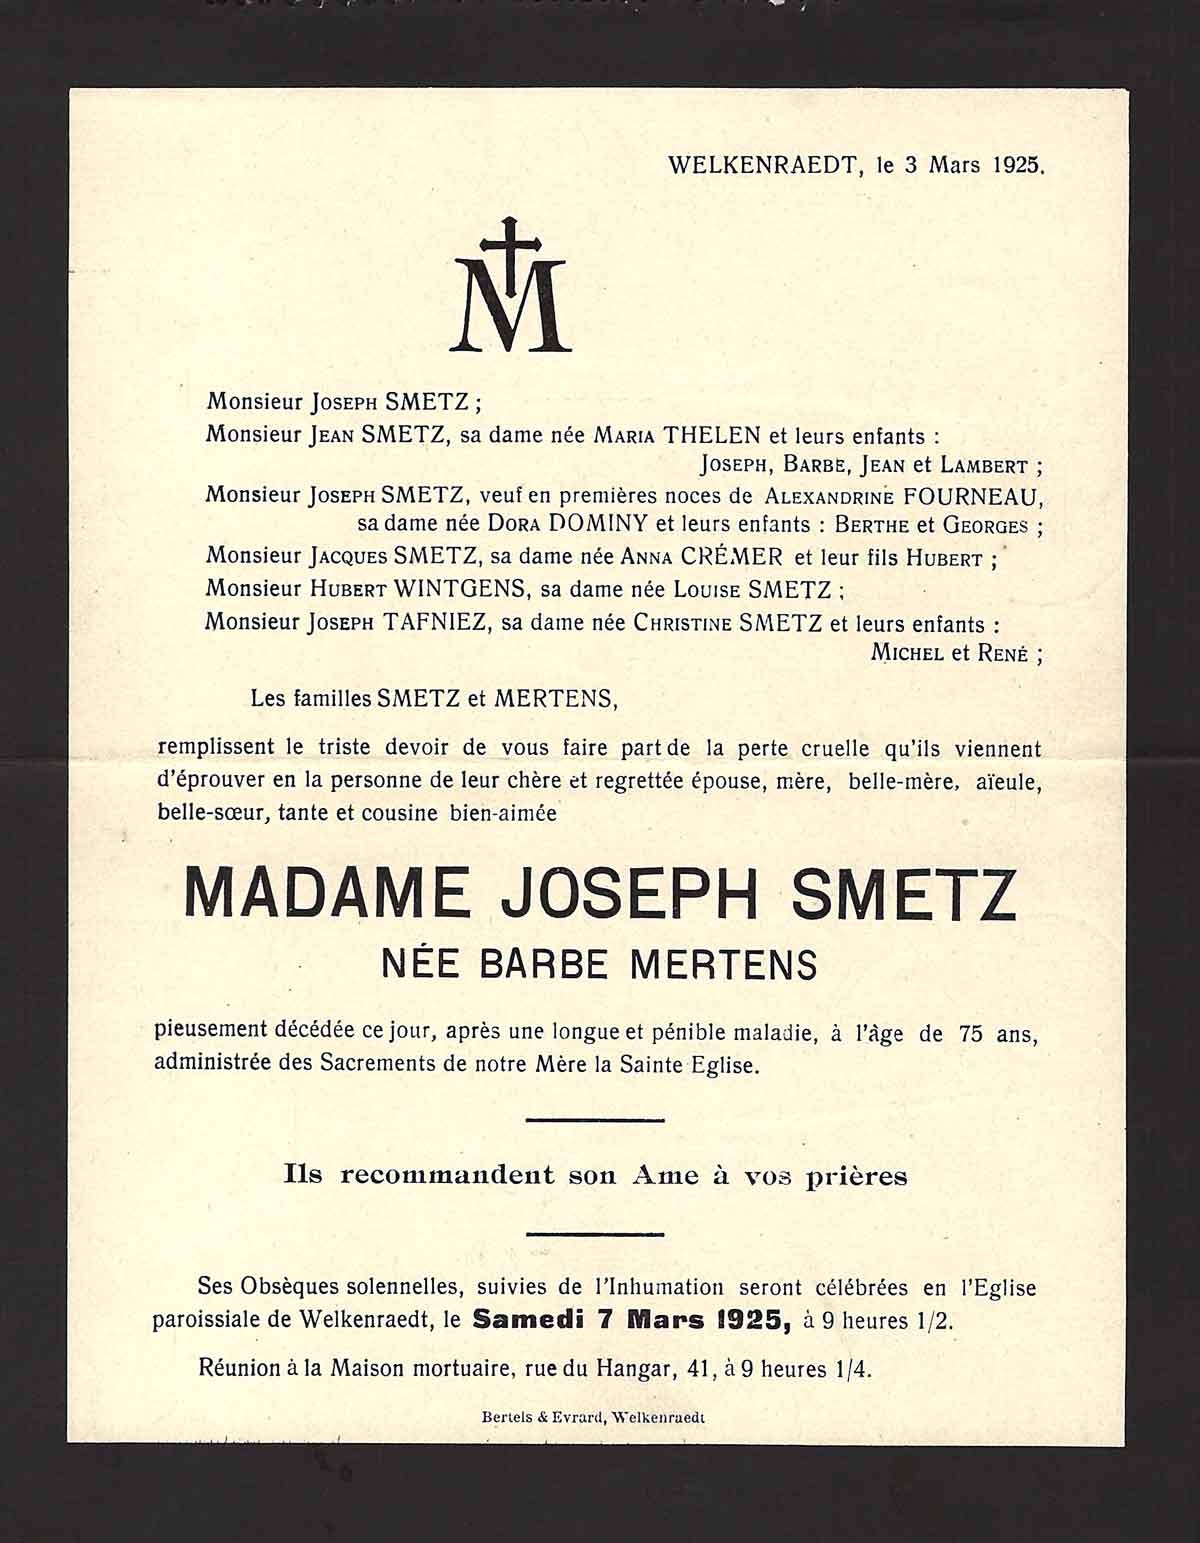 WELKENRAEDT, le 3 Mars 1925.
M
Monsieur JOSEPH SMETZ ;
Monsieur JEAN SMETZ, sa dame née MARIA THELEN et leurs enfants :
JOSEPH, BARBE, JEAN et LAMBERT ;
Monsieur JOSEPH SMETZ, veuf en premières noces de ALEXANDRINE FOURNEAU,
sa dame née DORA DOMINY et leurs enfants : BERTHE et GEORGES ;
Monsieur JACQUES SMETZ, sa dame née ANNA CRÉMER et leur fils HUBERT ;
Monsieur HUBERT WINTGENS, sa dame née LOUISE SMETZ ;
Monsieur JOSEPH TAFNIEZ, sa dame née CHRISTINE SMETZ et leurs enfants :
MICHEL et RENÉ ;
Les familles SMETZ et MERTENS,
remplissent le triste devoir de vous faire part de la perte cruelle qu'ils viennent
d'éprouver en la personne de leur chère et regrettée épouse, mère, belle-mère, aïeule,
belle-sœur, tante et cousine bien-aimée
MADAME JOSEPH SMETZ
NÉE BARBE MERTENS
pieusement décédée ce jour, après une longue et pénible maladie, à l'âge de 75 ans,
administrée des Sacrements de notre Mère la Sainte Eglise.
Ils recommandent son Ame à vos prières
Ses Obsèques solennelles, suivies de l'Inhumation seront célébrées en l'Eglise
paroissiale de Welkenraedt, le Samedi 7 Mars 1925, à 9 heures 1/2.
Réunion à la Maison mortuaire, rue du Hangar, 41, à 9 heures 1/4.
Bertels & Evrard, Welkenraedt